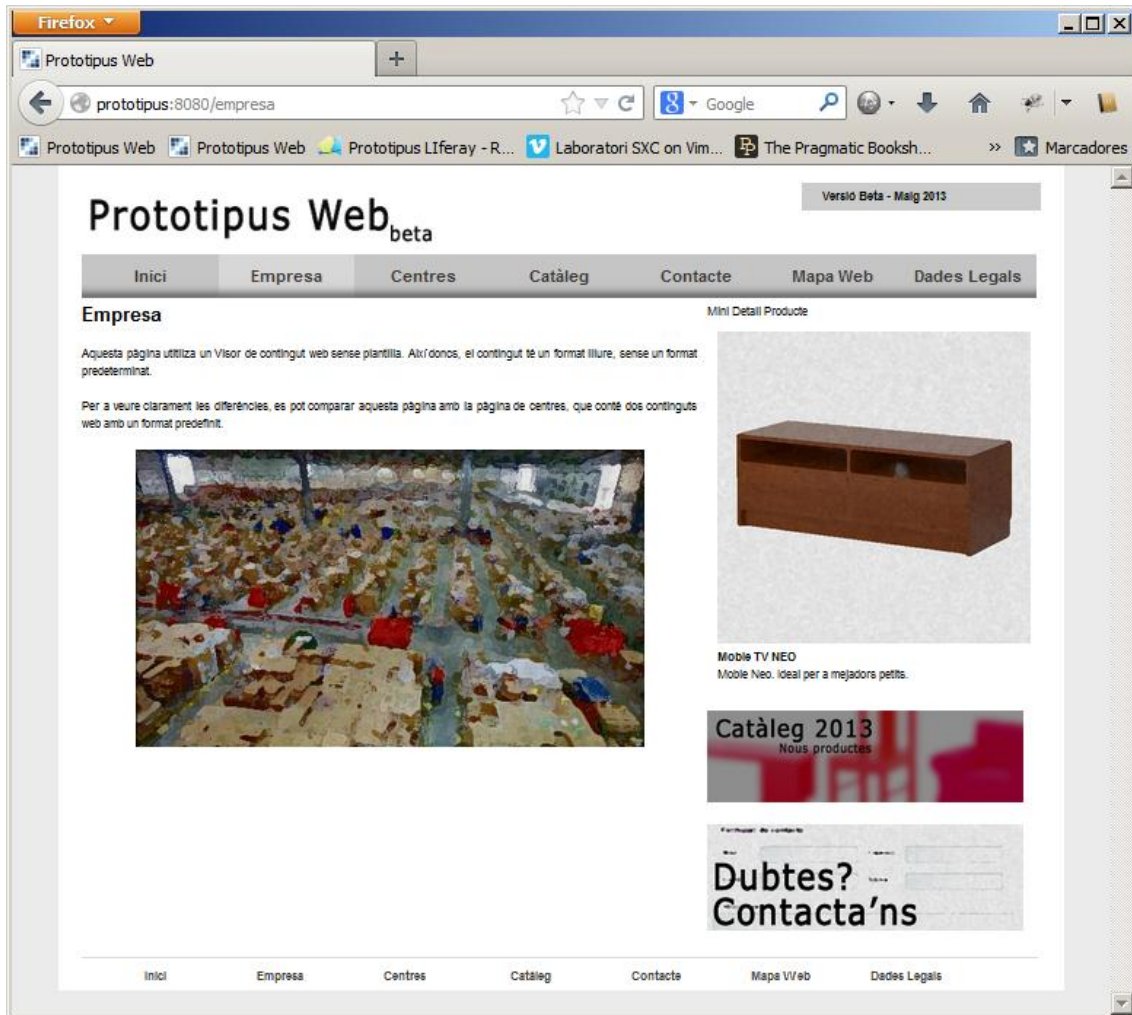 Firefox
Prototipus Web
prototipus:8080/empresa
Google
Prototipus Web
Prototipus Web
Prototipus LIferay - R...
Laboratori SXC on Vim...
The Pragmatic Booksh...
Marcadores
Prototipus Web beta
Versió Beta - Maig 2013
Inici
Empresa
Centres
Catàleg
Contacte
Mapa Web
Dades Legals
Empresa
Aquesta pàgina utilitza un Visor de contingut web sense plantilla. Així doncs, el contingut té un format lliure, sense un format
predeterminat.
Per a veure clarament les diferències, es pot comparar aquesta pàgina amb la pàgina de centres, que conté dos continguts
web amb un format predefinit.
Mini Detall Producte
Moble TV NEO
Moble Neo. Ideal per a mejadors petits.
Catàleg 2013
Nous productes
Dubtes?
Contacta'ns
Inici
Empresa
Centres
Catàleg
Contacte
Mapa Web
Dades Legals